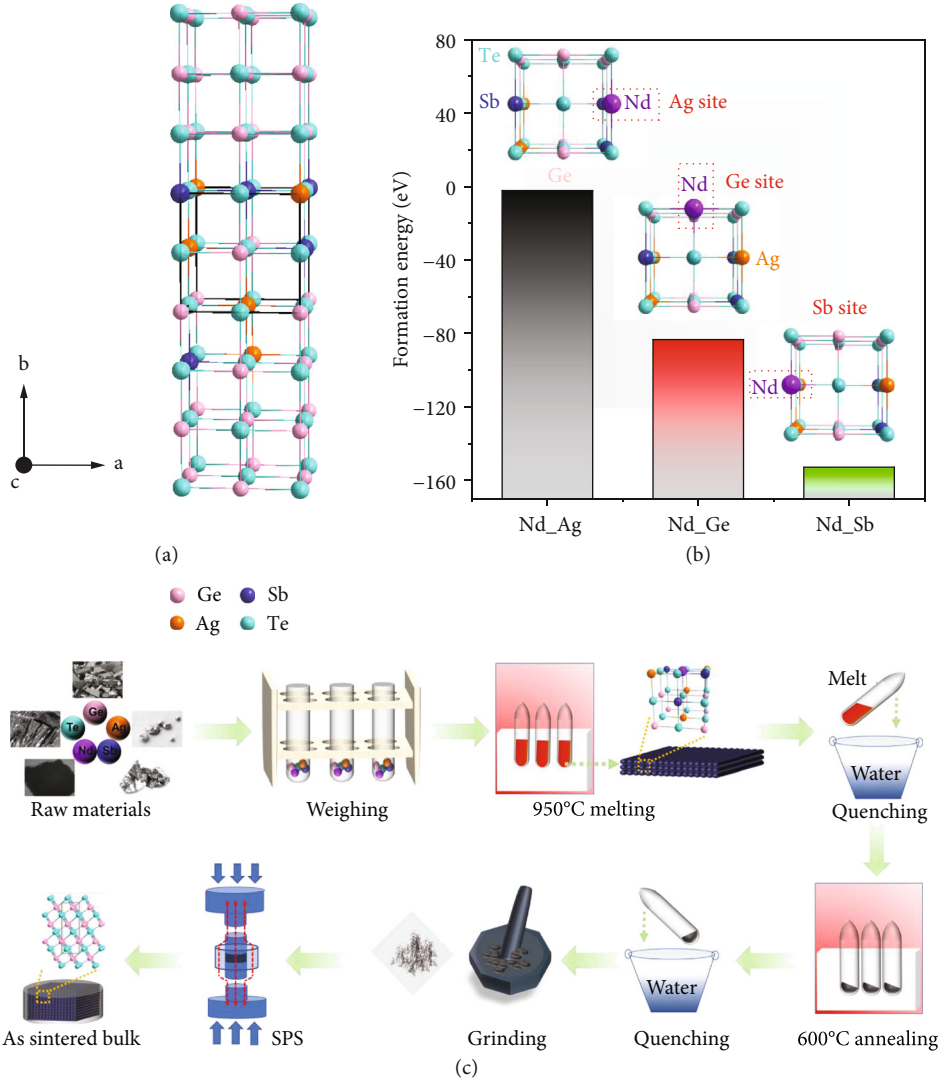 (a)
b
a
c
(b)
Formation energy (eV)
80
40
0
−40
−80
−120
−160
Te
Sb
Nd
Ag site
Ge
Nd
Ge site
Ag
Sb site
Nd
Nd_Ag
Nd_Ge
Nd_Sb
(a)
(b)
Ge
Sb
Ag
Te
Ge
Te
Ag
Nd
Sb
Raw materials
Weighing
950°C melting
Melt
Water
Quenching
As sintered bulk
SPS
Grinding
Water
Quenching
600°C annealing
(c)